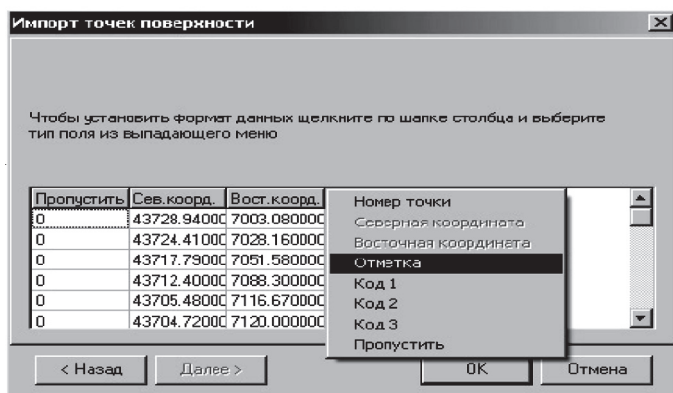 Импорт точек поверхности
Чтобы установить формат данных щелкните по шапке столбца и выберите
тип поля из выпадающего меню
Пропустить Сев.коорд. Вост.коорд.
0 43728.94000 7003.080000
0 43724.41000 7028.160000
0 43717.79000 7051.580000
0 43712.40000 7088.300000
0 43705.48000 7116.670000
0 43704.72000 7120.000000
Номер точки
Северная координата
Восточная координата
Отметка
Код 1
Код 2
Код 3
Пропустить
< Назад Далее > OK Отмена